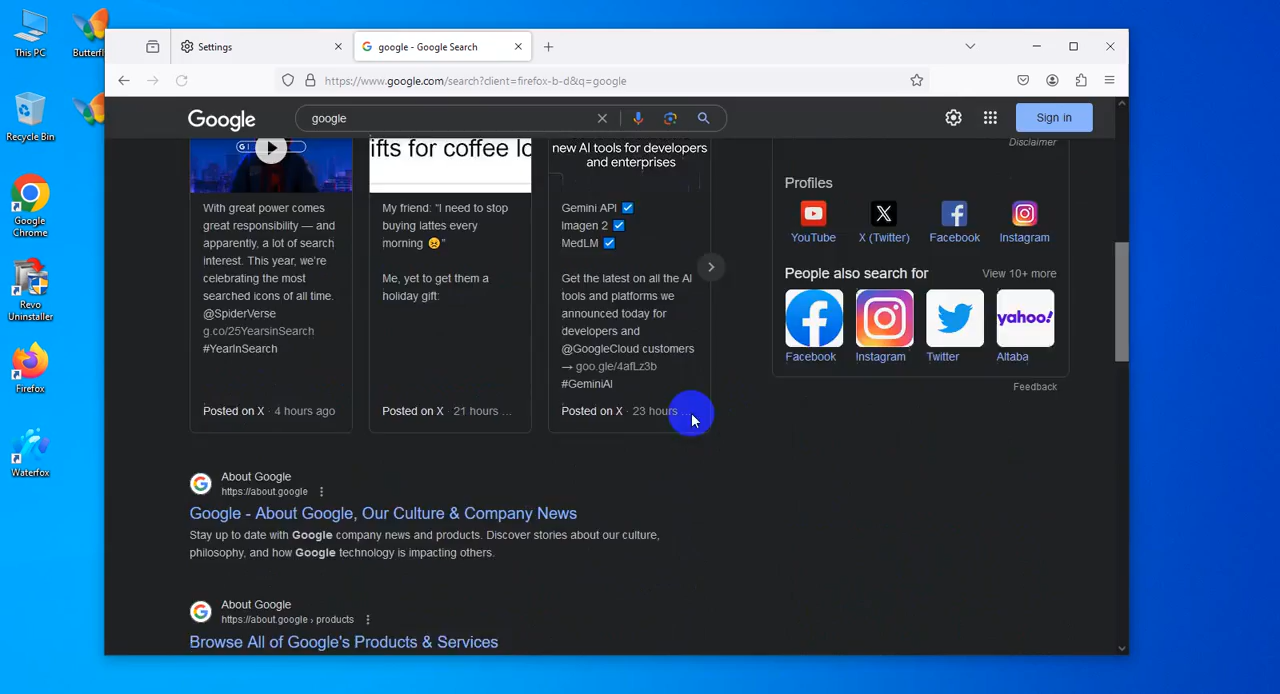 This PC
Butterfl
Recycle Bin
Google
Chrome
Revo
Uninstaller
Firefox
Waterfox
Settings
google - Google Search
https://www.google.com/search?client=firefox-b-d&q=google
Google
google
Sign in
With great power comes
great responsibility — and
apparently, a lot of search
interest. This year, we're
celebrating the most
searched icons of all time.
@SpiderVerse
g.co/25YearsinSearch
#YearInSearch
Posted on X · 4 hours ago
ifts for coffee lo
My friend: “I need to stop
buying lattes every
morning 😣”
Me, yet to get them a
holiday gift:
Posted on X · 21 hours ...
new AI tools for developers
and enterprises
Gemini API ☑
Imagen 2 ☑
MedLM ☑
Get the latest on all the AI
tools and platforms we
announced today for
developers and
@GoogleCloud customers
→ goo.gle/4afLz3b
#GeminiAI
Posted on X · 23 hours ...
Disclaimer
Profiles
YouTube
X (Twitter)
Facebook
Instagram
People also search for
View 10+ more
yahoo!
Facebook
Instagram
Twitter
Altaba
Feedback
About Google
https://about.google
Google - About Google, Our Culture & Company News
Stay up to date with Google company news and products. Discover stories about our culture,
philosophy, and how Google technology is impacting others.
About Google
https://about.google › products
Browse All of Google's Products & Services